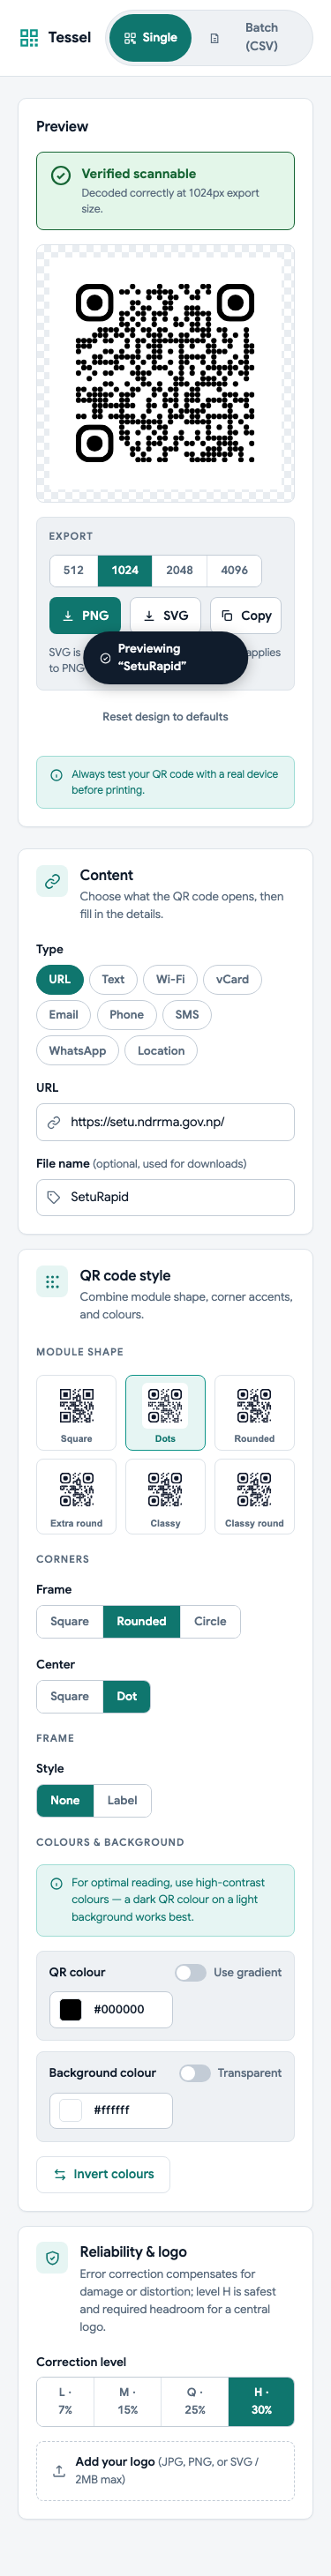 Tessel
Single
Batch
(CSV)
Preview
Verified scannable
Decoded correctly at 1024px export
size.
EXPORT
512 1024 2048 4096
PNG SVG Copy
SVG is
applies
to PNG
Previewing
“SetuRapid”
Reset design to defaults
Always test your QR code with a real device
before printing.
Content
Choose what the QR code opens, then
fill in the details.
Type
URL Text Wi-Fi vCard
Email Phone SMS
WhatsApp Location
URL
https://setu.ndrrma.gov.np/
File name (optional, used for downloads)
SetuRapid
QR code style
Combine module shape, corner accents,
and colours.
MODULE SHAPE
Square Dots Rounded
Extra round Classy Classy round
CORNERS
Frame
Square Rounded Circle
Center
Square Dot
FRAME
Style
None Label
COLOURS & BACKGROUND
For optimal reading, use high-contrast
colours — a dark QR colour on a light
background works best.
QR colour Use gradient
#000000
Background colour Transparent
#ffffff
Invert colours
Reliability & logo
Error correction compensates for
damage or distortion; level H is safest
and required headroom for a central
logo.
Correction level
L · M · Q · H ·
7% 15% 25% 30%
Add your logo (JPG, PNG, or SVG /
2MB max)